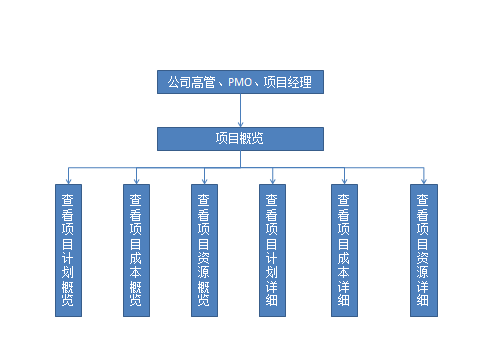 公司高管、PMO、项目经理
项目概览
查看项目计划概览
查看项目成本概览
查看项目资源概览
查看项目计划详细
查看项目成本详细
查看项目资源详细